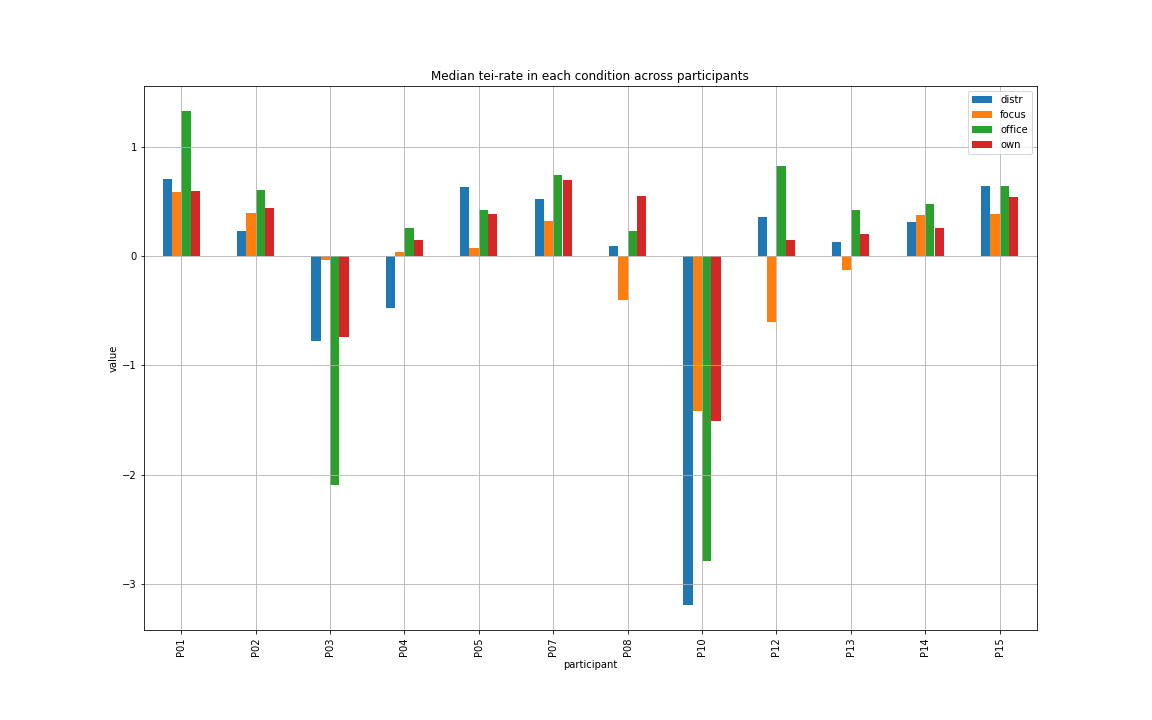 Median tei-rate in each condition across participants
distr
focus
office
own
1
0
−1
−2
−3
value
P01
P02
P03
P04
P05
P07
P08
P10
P12
P13
P14
P15
participant